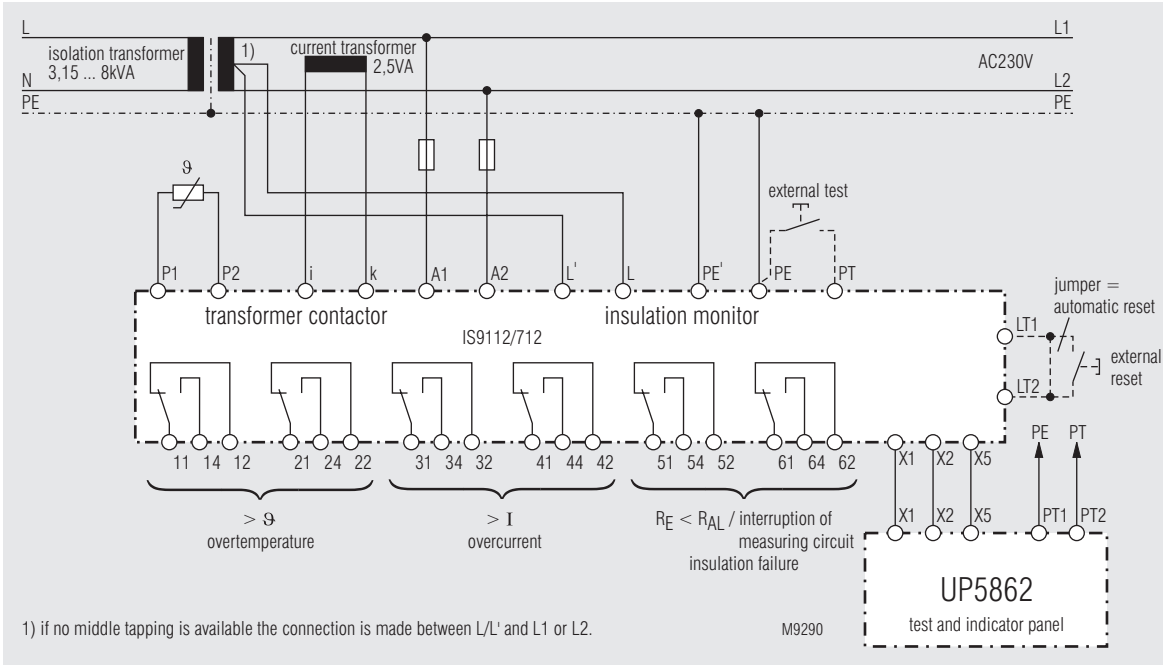 L
L1
isolation transformer
3,15 ... 8kVA
1)
current transformer
2,5VA
AC230V
N
L2
PE
PE
ϑ
external test
P1
P2
i
k
A1
A2
L'
L
PE'
PE
PT
transformer contactor
insulation monitor
IS9112/712
jumper =
automatic reset
LT1
external
reset
LT2
11 14 12
21 24 22
31 34 32
41 44 42
51 54 52
61 64 62
X1 X2 X5
PE PT
> ϑ
overtemperature
> I
overcurrent
RE < RAL / interruption of
measuring circuit
insulation failure
X1 X2 X5 PT1 PT2
UP5862
test and indicator panel
1) if no middle tapping is available the connection is made between L/L' and L1 or L2.
M9290